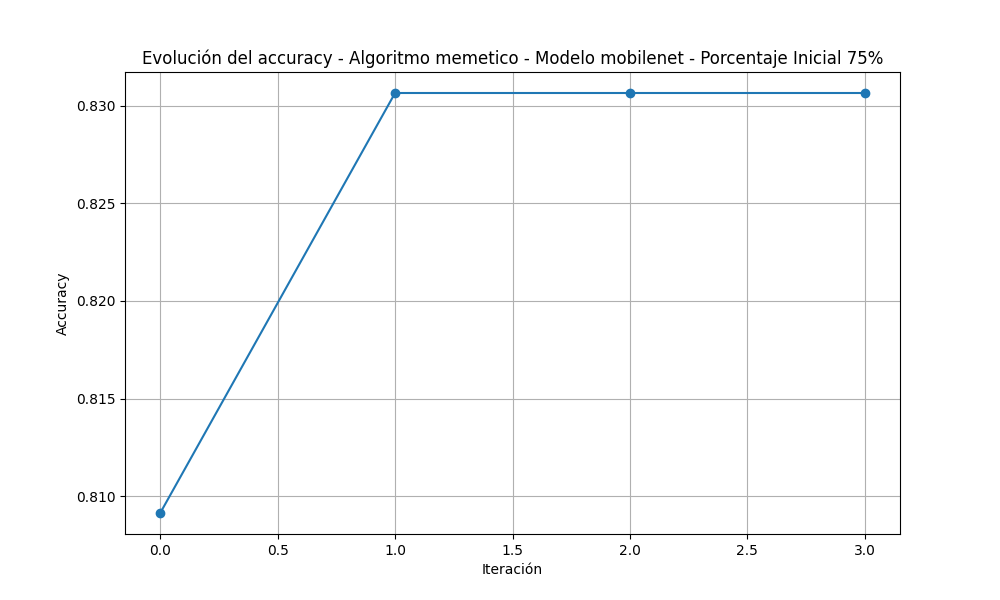 Evolución del accuracy - Algoritmo memetico - Modelo mobilenet - Porcentaje Inicial 75%
0.830
0.825
0.820
0.815
0.810
Accuracy
0.0 0.5 1.0 1.5 2.0 2.5 3.0
Iteración